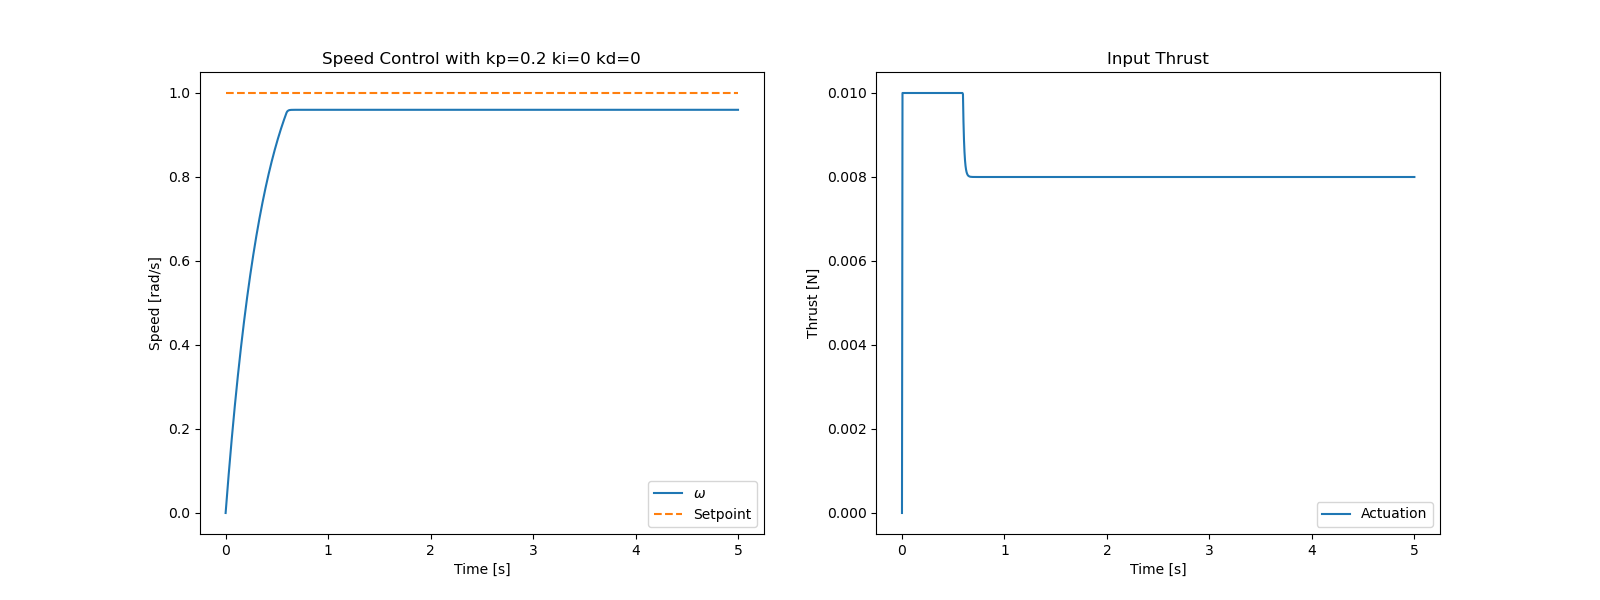 Speed Control with kp=0.2 ki=0 kd=0
Speed [rad/s]
1.0
0.8
0.6
0.4
0.2
0.0
ω
Setpoint
0 1 2 3 4 5
Time [s]
Input Thrust
Thrust [N]
0.010
0.008
0.006
0.004
0.002
0.000
Actuation
0 1 2 3 4 5
Time [s]